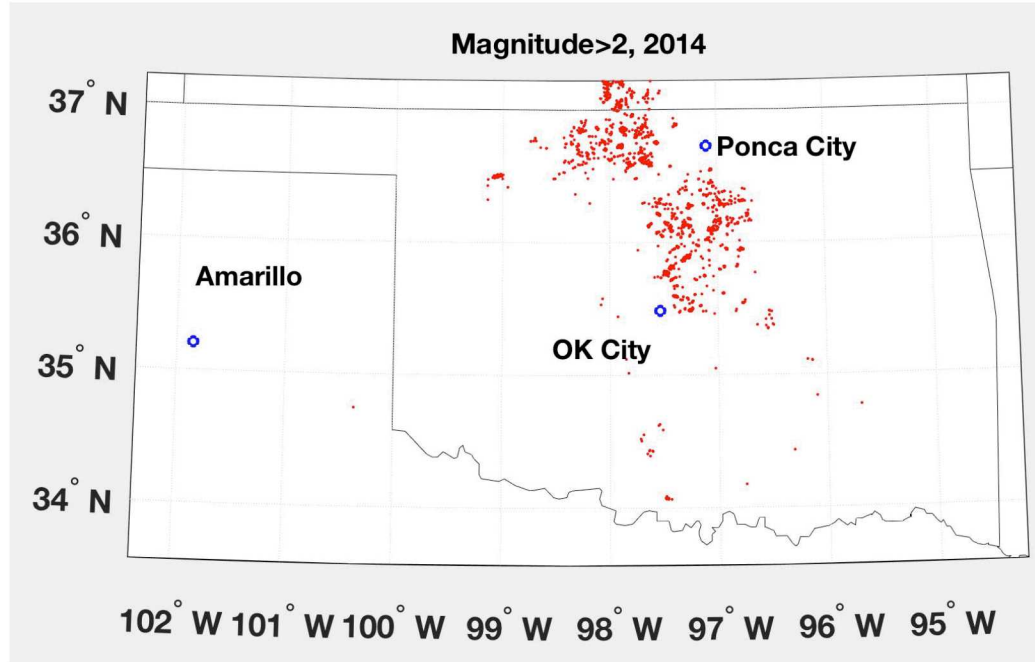 Magnitude>2, 2014
37° N
Ponca City
36° N
Amarillo
OK City
35° N
34° N
102° W 101° W 100° W 99° W 98° W 97° W 96° W 95° W